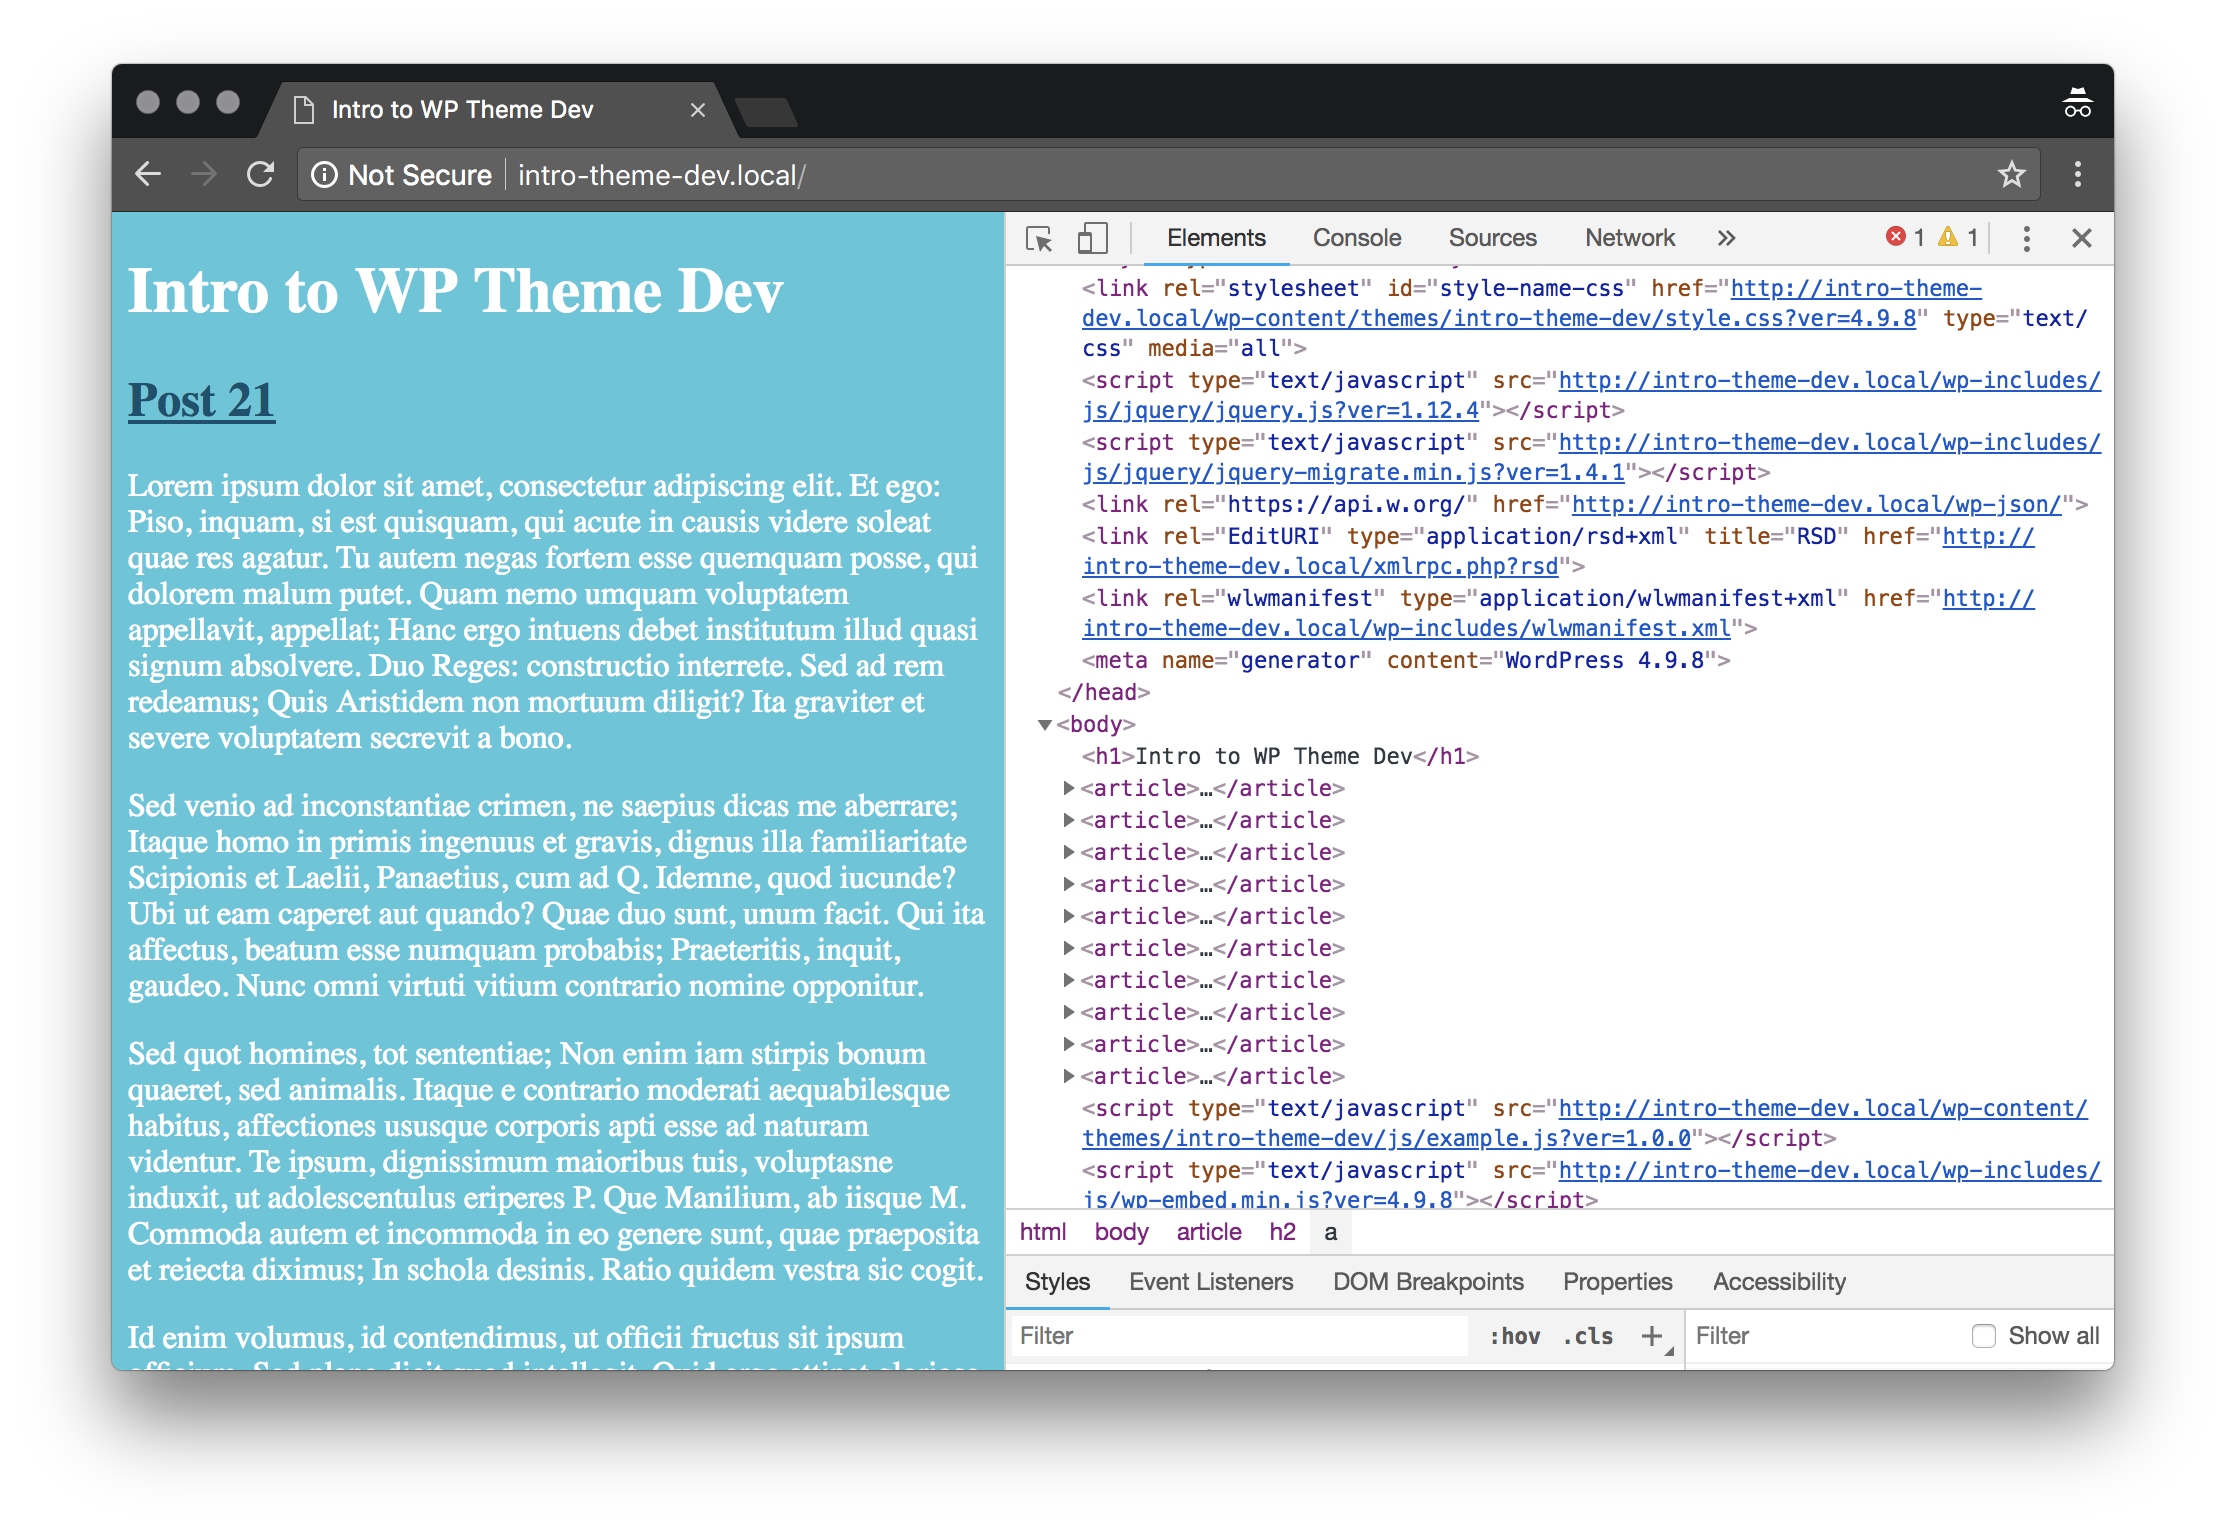 Intro to WP Theme Dev
Not Secure intro-theme-dev.local/
Intro to WP Theme Dev
Post 21
Lorem ipsum dolor sit amet, consectetur adipiscing elit. Et ego:
Piso, inquam, si est quisquam, qui acute in causis videre soleat
quae res agatur. Tu autem negas fortem esse quemquam posse, qui
dolorem malum putet. Quam nemo umquam voluptatem
appellavit, appellat; Hanc ergo intuens debet institutum illud quasi
signum absolvere. Duo Reges: constructio interrete. Sed ad rem
redeamus; Quis Aristidem non mortuum diligit? Ita graviter et
severe voluptatem secrevit a bono.
Sed venio ad inconstantiae crimen, ne saepius dicas me aberrare;
Itaque homo in primis ingenuus et gravis, dignus illa familiaritate
Scipionis et Laelii, Panaetius, cum ad Q. Idemne, quod iucunde?
Ubi ut eam caperet aut quando? Quae duo sunt, unum facit. Qui ita
affectus, beatum esse numquam probabis; Praeteritis, inquit,
gaudeo. Nunc omni virtuti vitium contrario nomine opponitur.
Sed quot homines, tot sententiae; Non enim iam stirpis bonum
quaeret, sed animalis. Itaque e contrario moderati aequabilesque
habitus, affectiones ususque corporis apti esse ad naturam
videntur. Te ipsum, dignissimum maioribus tuis, voluptasne
induxit, ut adolescentulus eriperes P. Que Manilium, ab iisque M.
Commoda autem et incommoda in eo genere sunt, quae praeposita
et reiecta diximus; In schola desinis. Ratio quidem vestra sic cogit.
Id enim volumus, id contendimus, ut officii fructus sit ipsum
Elements Console Sources Network » 1 1
<link rel="stylesheet" id="style-name-css" href="http://intro-theme-
dev.local/wp-content/themes/intro-theme-dev/style.css?ver=4.9.8" type="text/
css" media="all">
<script type="text/javascript" src="http://intro-theme-dev.local/wp-includes/
js/jquery/jquery.js?ver=1.12.4"></script>
<script type="text/javascript" src="http://intro-theme-dev.local/wp-includes/
js/jquery/jquery-migrate.min.js?ver=1.4.1"></script>
<link rel="https://api.w.org/" href="http://intro-theme-dev.local/wp-json/">
<link rel="EditURI" type="application/rsd+xml" title="RSD" href="http://
intro-theme-dev.local/xmlrpc.php?rsd">
<link rel="wlwmanifest" type="application/wlwmanifest+xml" href="http://
intro-theme-dev.local/wp-includes/wlwmanifest.xml">
<meta name="generator" content="WordPress 4.9.8">
</head>
<body>
<h1>Intro to WP Theme Dev</h1>
<article>…</article>
<article>…</article>
<article>…</article>
<article>…</article>
<article>…</article>
<article>…</article>
<article>…</article>
<article>…</article>
<article>…</article>
<article>…</article>
<script type="text/javascript" src="http://intro-theme-dev.local/wp-content/
themes/intro-theme-dev/js/example.js?ver=1.0.0"></script>
<script type="text/javascript" src="http://intro-theme-dev.local/wp-includes/
js/wp-embed.min.js?ver=4.9.8"></script>
html body article h2 a
Styles Event Listeners DOM Breakpoints Properties Accessibility
Filter :hov .cls + Filter Show all